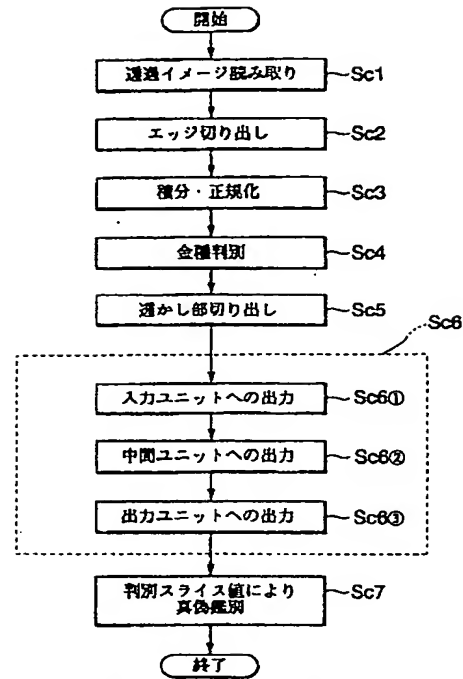 開始
透過イメージ読み取り
Sc1
エッジ切り出し
Sc2
積分・正規化
Sc3
金種判別
Sc4
透かし部切り出し
Sc5
Sc6
入力ユニットへの出力
Sc6①
中間ユニットへの出力
Sc6②
出力ユニットへの出力
Sc6③
判別スライス値により
真偽鑑別
Sc7
終了